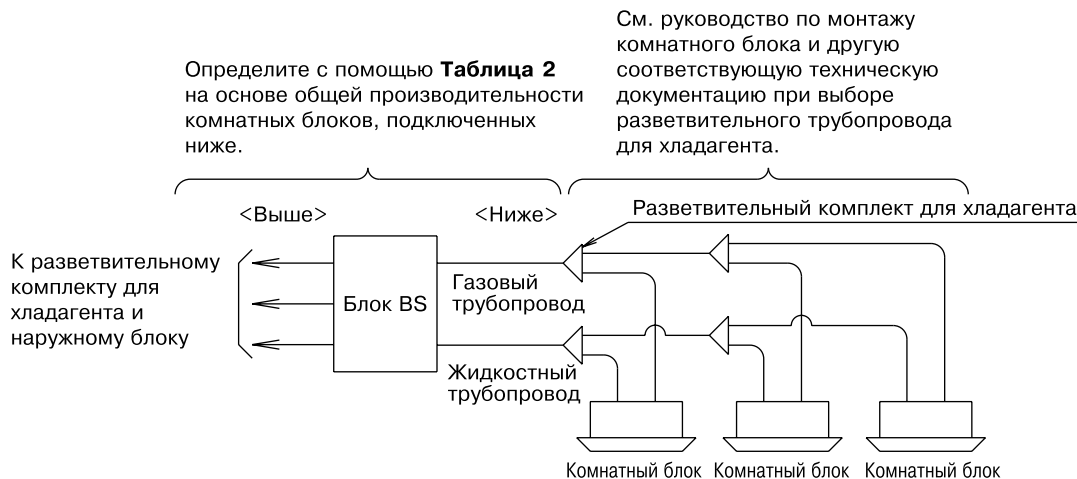 См. руководство по монтажу
комнатного блока и другую
соответствующую техническую
документацию при выборе
разветвительного трубопровода
для хладагента.
Определите с помощью Таблица 2
на основе общей производительности
комнатных блоков, подключенных
ниже.
<Выше>
<Ниже>
Разветвительный комплект для хладагента
К разветвительному
комплекту для
хладагента и
наружному блоку
Блок BS
Газовый
трубопровод
Жидкостный
трубопровод
Комнатный блок
Комнатный блок
Комнатный блок